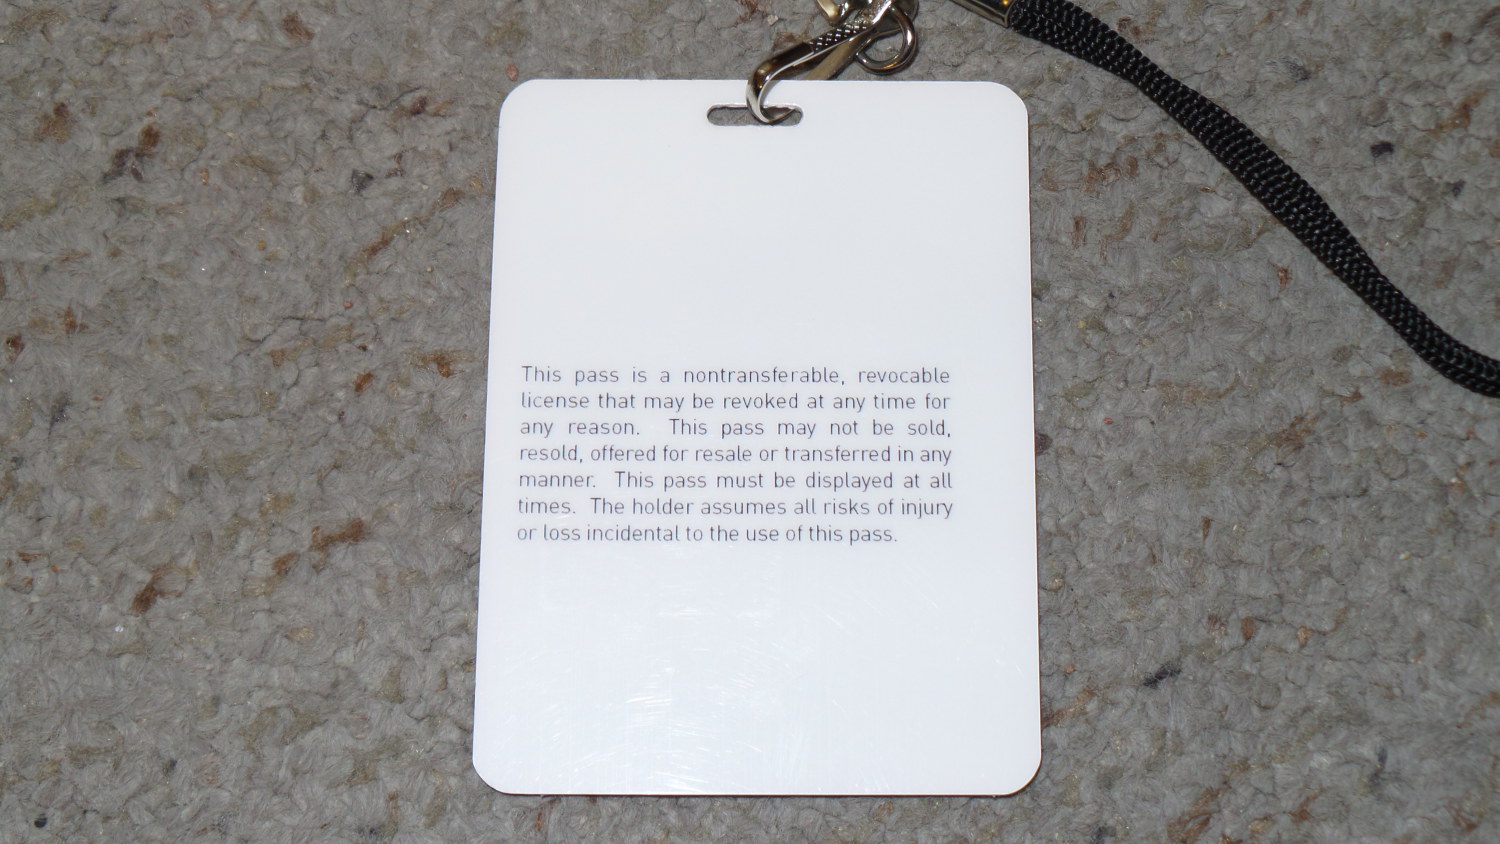 This pass is a nontransferable, revocable
license that may be revoked at any time for
any reason.  This pass may not be sold,
resold, offered for resale or transferred in any
manner.  This pass must be displayed at all
times.  The holder assumes all risks of injury
or loss incidental to the use of this pass.